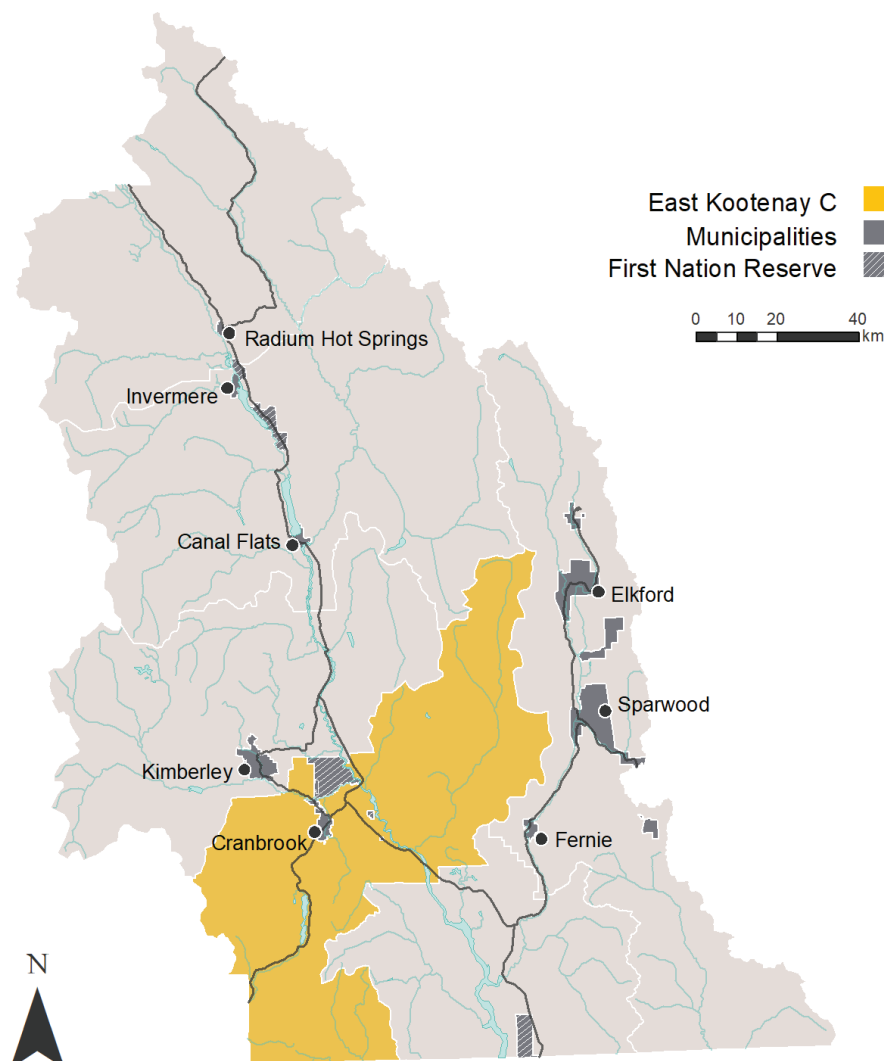 East Kootenay C
Municipalities
First Nation Reserve
0 10 20 40
km
Radium Hot Springs
Invermere
Canal Flats
Elkford
Sparwood
Kimberley
Cranbrook
Fernie
N